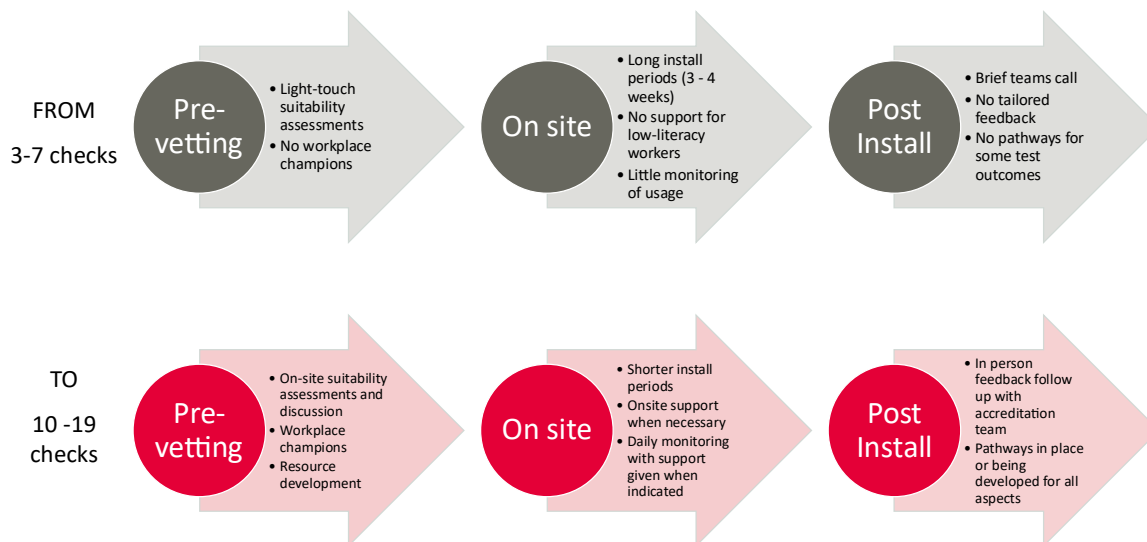 FROM
3-7 checks
Pre-
vetting
• Light-touch
suitability
assessments
• No workplace
champions
On site
• Long install
periods (3 - 4
weeks)
• No support for
low-literacy
workers
• Little monitoring
of usage
Post
Install
• Brief teams call
• No tailored
feedback
• No pathways for
some test
outcomes
TO
10 -19
checks
Pre-
vetting
• On-site suitability
assessments and
discussion
• Workplace
champions
• Resource
development
On site
• Shorter install
periods
• Onsite support
when necessary
• Daily monitoring
with support
given when
indicated
Post
Install
• In person
feedback follow
up with
accreditation
team
• Pathways in place
or being
developed for all
aspects